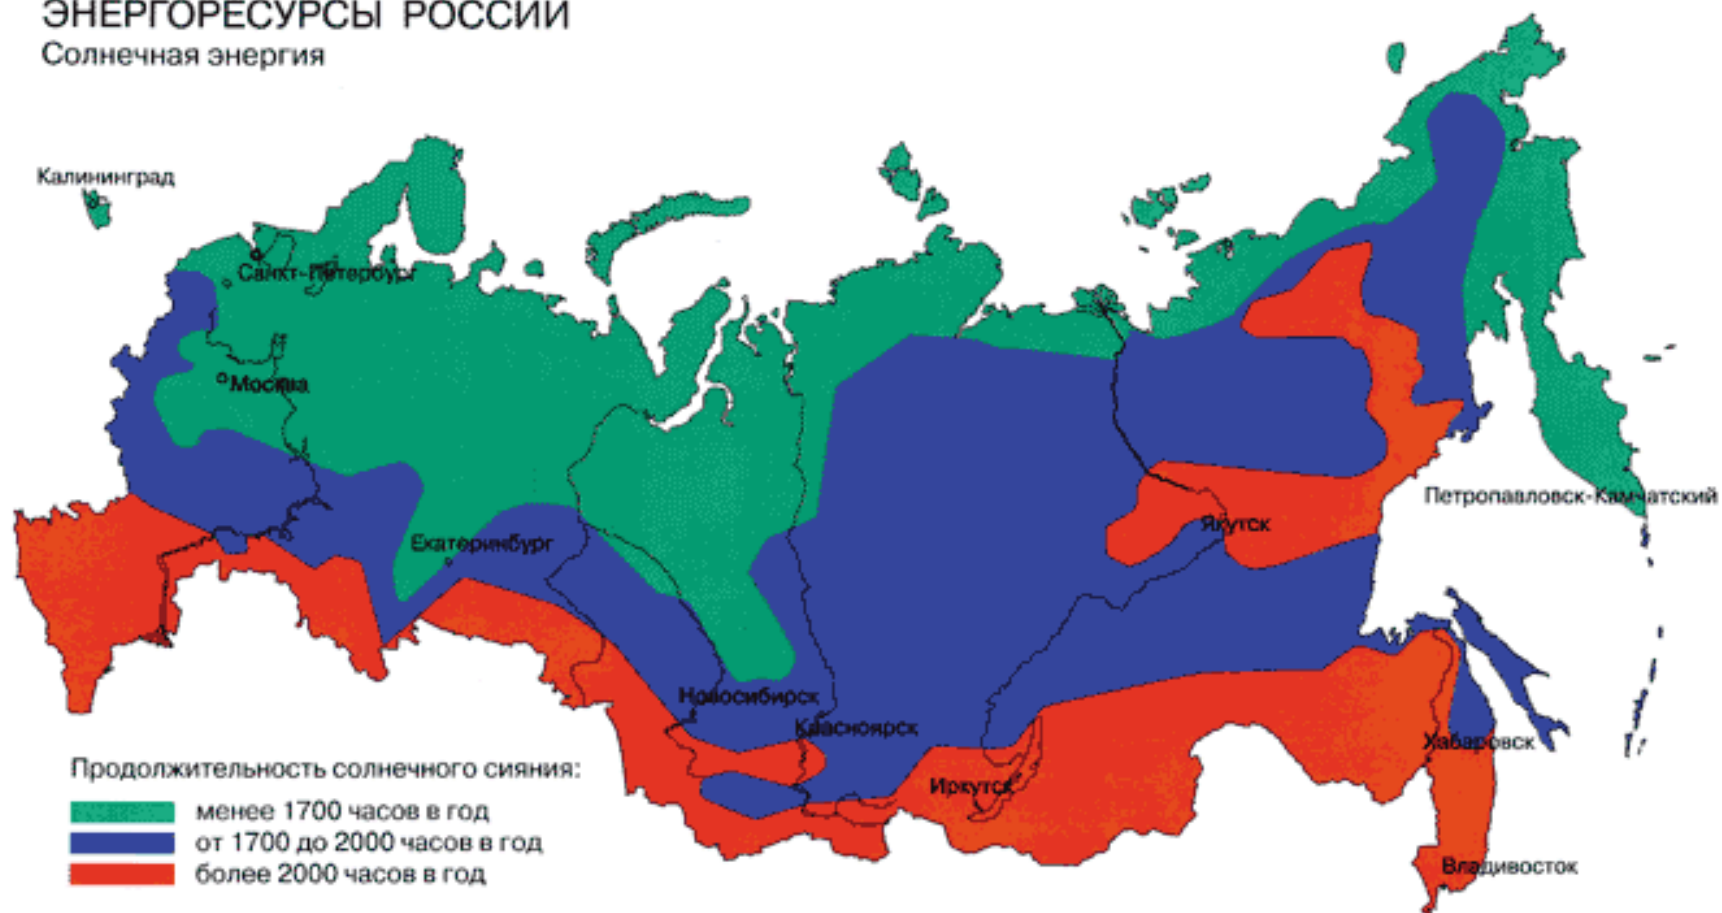 ЭНЕРГОРЕСУРСЫ РОССИИ
Солнечная энергия
Калининград
Санкт-Петербург
Москва
Петропавловск-Камчатский
Якутск
Екатеринбург
Новосибирск
Красноярск
Хабаровск
Иркутск
Владивосток
Продолжительность солнечного сияния:
менее 1700 часов в год
от 1700 до 2000 часов в год
более 2000 часов в год